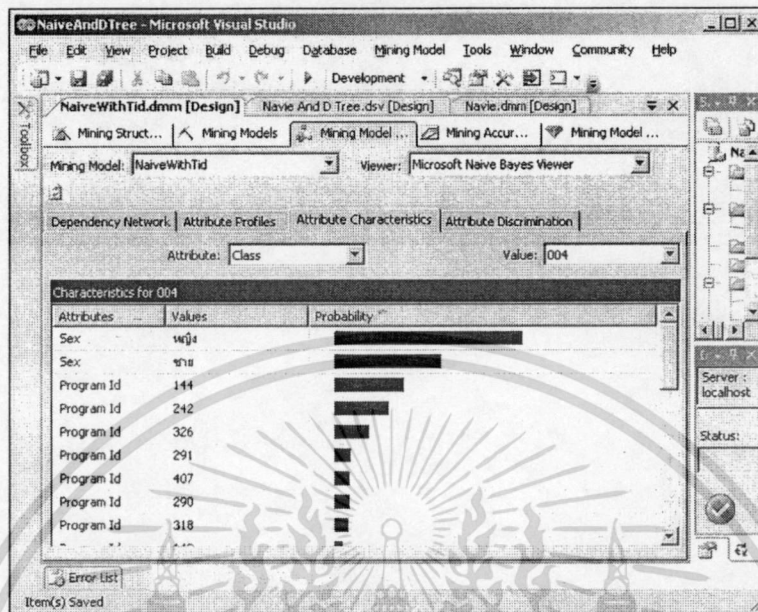 NaiveAndDTree - Microsoft Visual Studio
File Edit View Project Build Debug Database Mining Model Tools Window Community Help
Development
NaiveWithTid.dmm [Design] Navie And D Tree.dsv [Design] Navie.dmm [Design]
Toolbox
Mining Struct... Mining Models Mining Model ... Mining Accur... Mining Model ...
Mining Model: NaiveWithTid Viewer: Microsoft Naive Bayes Viewer
Dependency Network Attribute Profiles Attribute Characteristics Attribute Discrimination
Attribute: Class Value: 004
Characteristics for 004
Attributes Values Probability
Sex หญิง
Sex ชาย
Program Id 144
Program Id 242
Program Id 326
Program Id 291
Program Id 407
Program Id 290
Program Id 318
Server :
localhost
Status:
Error List
Item(s) Saved